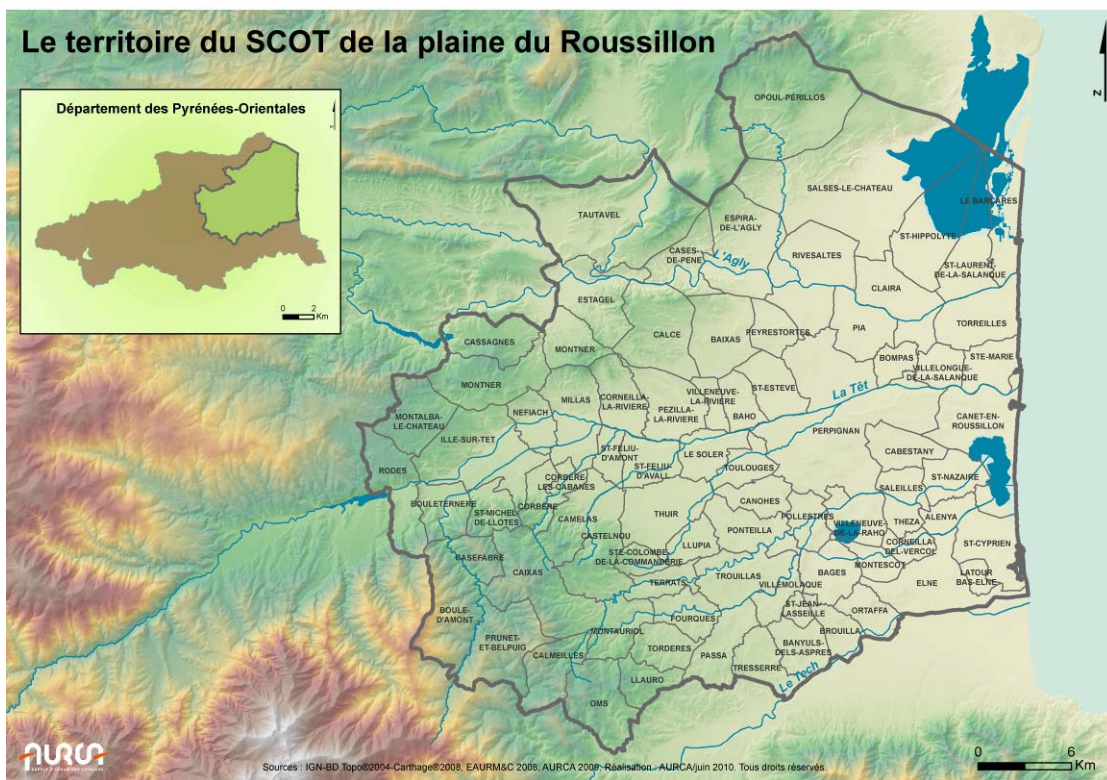 Le territoire du SCOT de la plaine du Roussillon
N
Département des Pyrénées-Orientales
0 2
Km
OPOUL-PÉRILLOS
SALSES-LE-CHATEAU
LE BARCARES
TAUTAVEL
ESPIRA-
DE-L'AGLY
ST-HIPPOLYTE
CASES-
DE-PENE
L'Agly
RIVESALTES
ST-LAURENT-
DE-LA-SALANQUE
CLAIRA
ESTAGEL
CASSAGNES
MONTNER
CALCE
BAIXAS
PEYRESTORTES
PIA
TORREILLES
BOMPAS
STE-MARIE
VILLELONGUE-
DE-LA-SALANQUE
MONTNER
ST-ESTEVE
La Têt
MONTALBA-
LE-CHATEAU
NEFIACH
MILLAS
CORNEILLA-
LA-RIVIERE
PEZILLA-
LA-RIVIERE
VILLENEUVE-
LA-RIVIERE
BAHO
PERPIGNAN
CANET-EN-
ROUSSILLON
ILLE-SUR-TET
ST-FELIU-
D'AMONT
LE SOLER
CABESTANY
RODES
CORBERE-
LES-CABANES
ST-FELIU-
D'AVALL
TOULOUGES
ST-NAZAIRE
SALEILLES
BOULETERNERE
ST-MICHEL-
DE-LLOTES
CORBERE
CAMELAS
THUIR
CANOHES
POLLESTRES
VILLENEUVE-
DE-LA-RAHO
THEZA
ALENYA
CASTELNOU
PONTEILLA
CORNEILLA
DEL-VERCOL
ST-CYPRIEN
CASEFABRE
CAIXAS
STE-COLOMBE-
DE-LA-COMMANDERIE
LLUPIA
MONTESCOT
TERRATS
TROUILLAS
VILLEMOLAQUE
BAGES
ELNE
LATOUR
BAS-ELNE
BOULE-
D'AMONT
ST-JEAN-
LASSEILLE
ORTAFFA
FOURQUES
PRUNET-
ET-BELPUIG
CALMEILLES
MONTAURIOL
TORDERES
PASSA
BANYULS-
DELS-ASPRES
BROUILLA
TRESSERRE
LLAURO
Le Tech
OMS
AURCA
Sources : IGN-BD Topo©2004-Carthage©2008, EAURM&C 2008, AURCA 2009, Réalisation : AURCA/juin 2010. Tous droits réservés.
0 6
Km